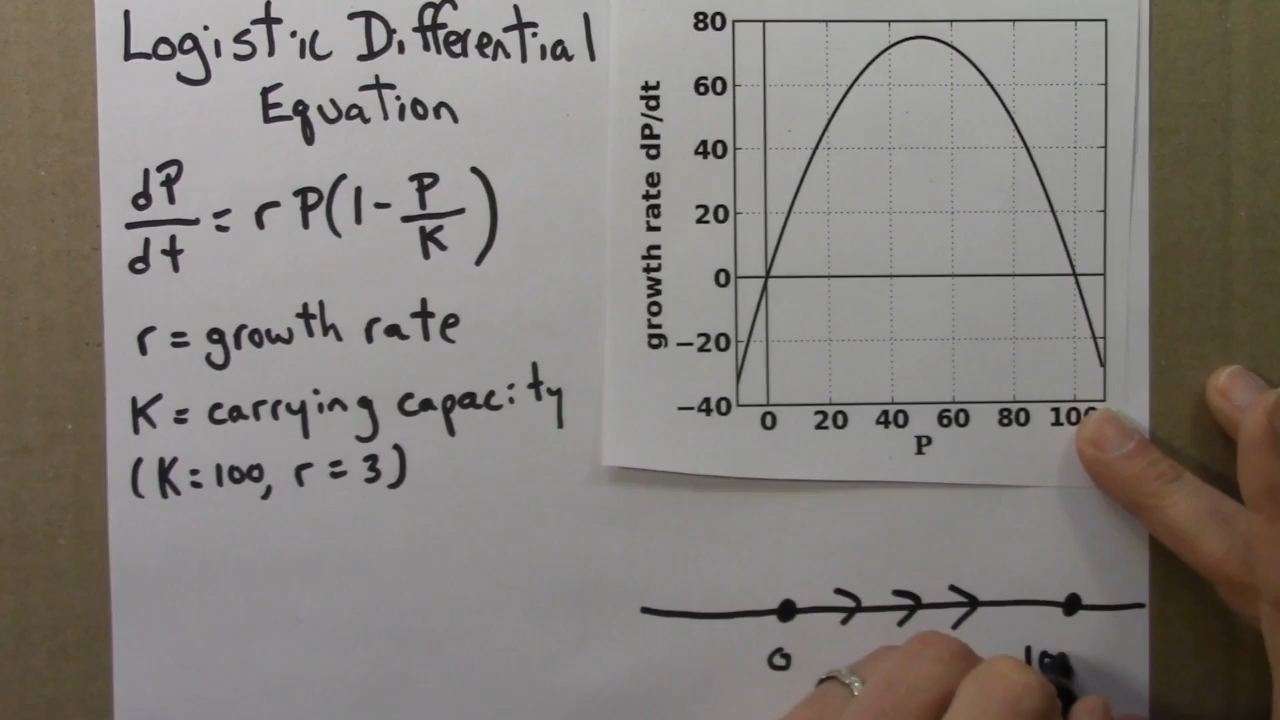 Logistic Differential
Equation
dP/dt = r P(1 - P/K)
r = growth rate
K = carrying capacity
(K = 100, r = 3)
growth rate dP/dt
80
60
40
20
0
−20
−40
0 20 40 60 80
P
0